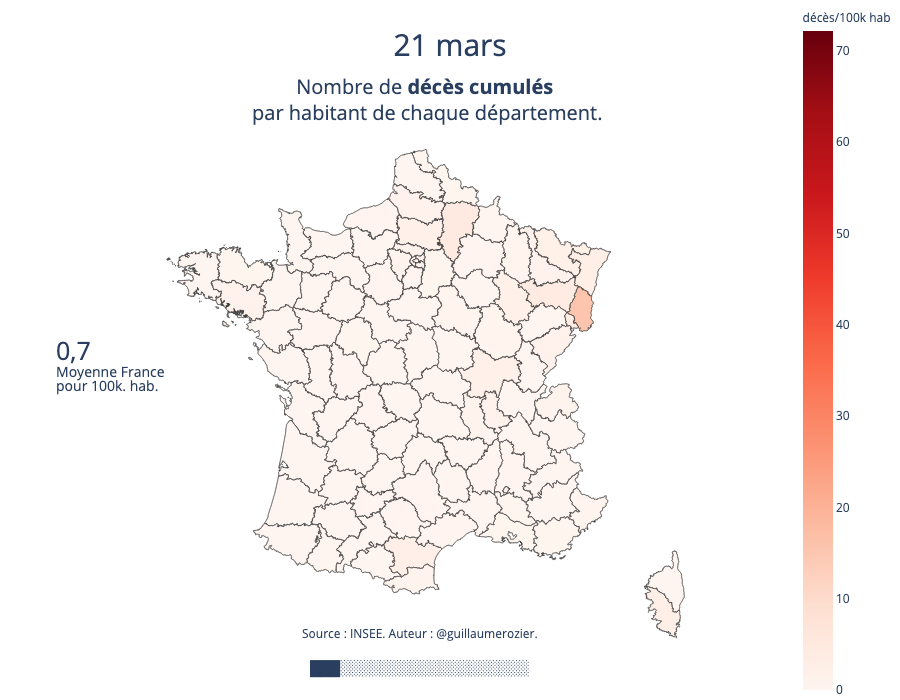 décès/100k hab
21 mars
Nombre de décès cumulés
par habitant de chaque département.
70
60
50
40
30
20
10
0
0,7
Moyenne France
pour 100k. hab.
Source : INSEE. Auteur : @guillaumerozier.